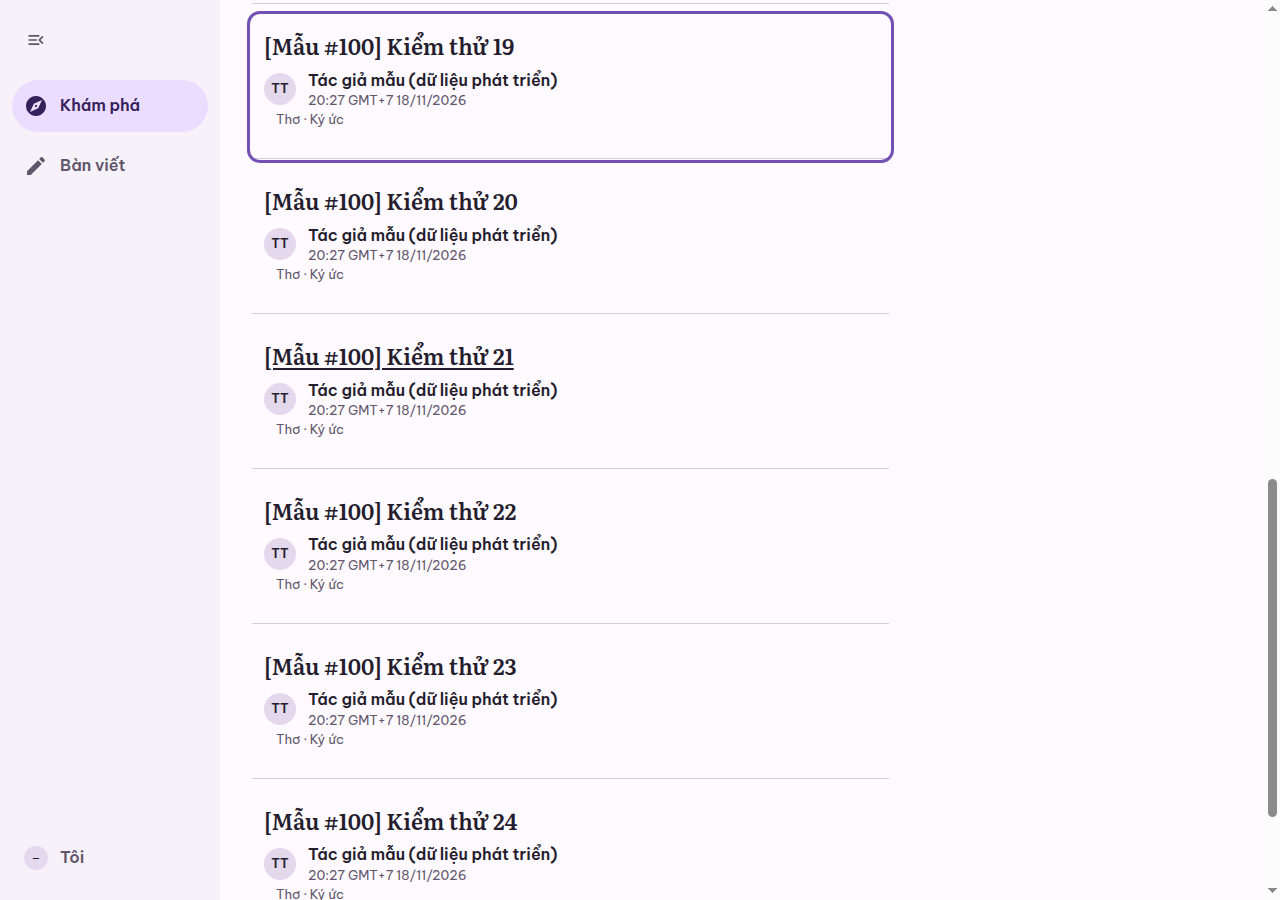 Khám phá
Bàn viết
[Mẫu #100] Kiểm thử 19
TT
Tác giả mẫu (dữ liệu phát triển)
20:27 GMT+7 18/11/2026
Thơ · Ký ức
[Mẫu #100] Kiểm thử 20
TT
Tác giả mẫu (dữ liệu phát triển)
20:27 GMT+7 18/11/2026
Thơ · Ký ức
[Mẫu #100] Kiểm thử 21
TT
Tác giả mẫu (dữ liệu phát triển)
20:27 GMT+7 18/11/2026
Thơ · Ký ức
[Mẫu #100] Kiểm thử 22
TT
Tác giả mẫu (dữ liệu phát triển)
20:27 GMT+7 18/11/2026
Thơ · Ký ức
[Mẫu #100] Kiểm thử 23
TT
Tác giả mẫu (dữ liệu phát triển)
20:27 GMT+7 18/11/2026
Thơ · Ký ức
[Mẫu #100] Kiểm thử 24
TT
Tác giả mẫu (dữ liệu phát triển)
20:27 GMT+7 18/11/2026
Thơ · Ký ức
– Tôi